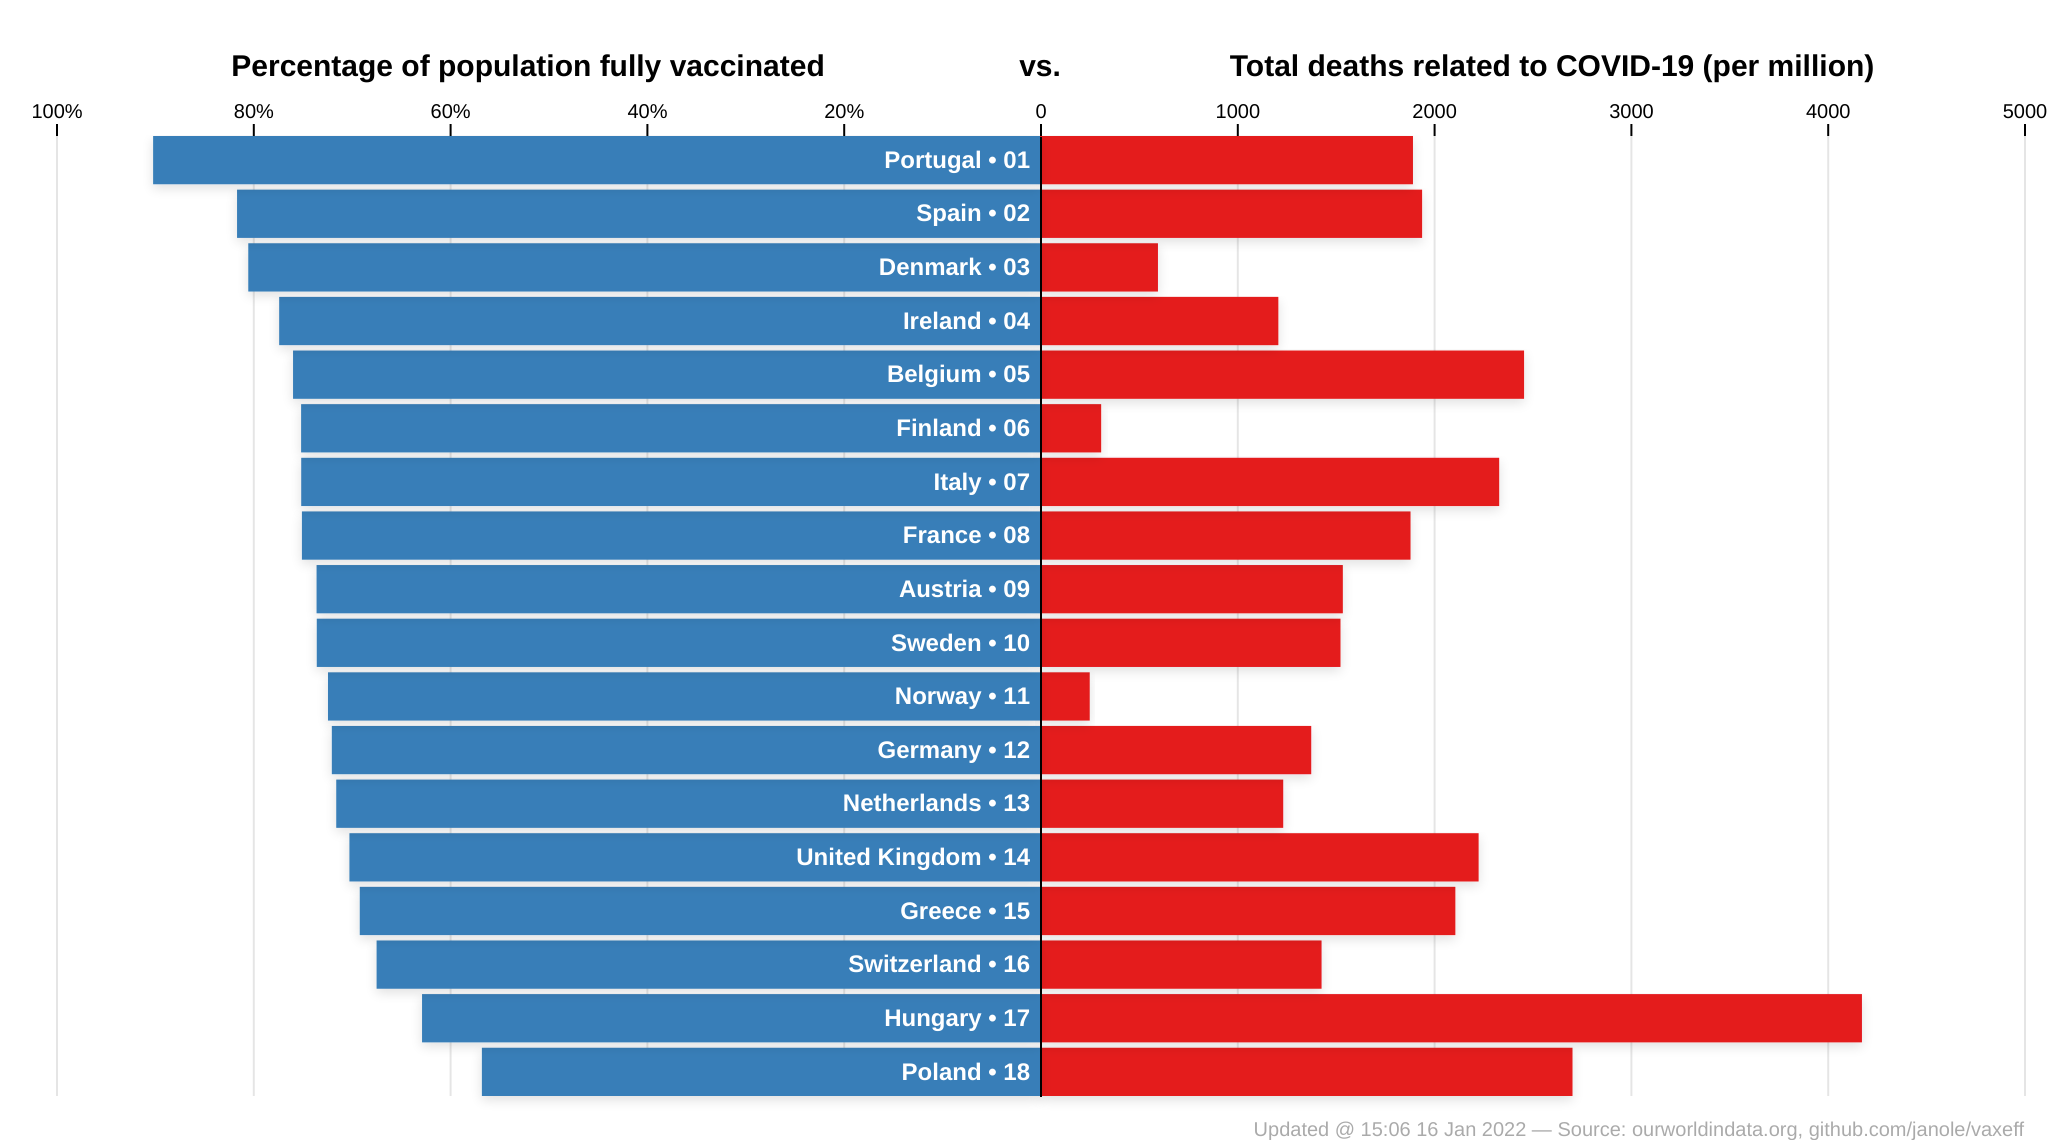 Percentage of population fully vaccinated vs. Total deaths related to COVID-19 (per million)
100% 80% 60% 40% 20% 0 1000 2000 3000 4000 5000
Portugal • 01
Spain • 02
Denmark • 03
Ireland • 04
Belgium • 05
Finland • 06
Italy • 07
France • 08
Austria • 09
Sweden • 10
Norway • 11
Germany • 12
Netherlands • 13
United Kingdom • 14
Greece • 15
Switzerland • 16
Hungary • 17
Poland • 18
Updated @ 15:06 16 Jan 2022 — Source: ourworldindata.org, github.com/janole/vaxeff